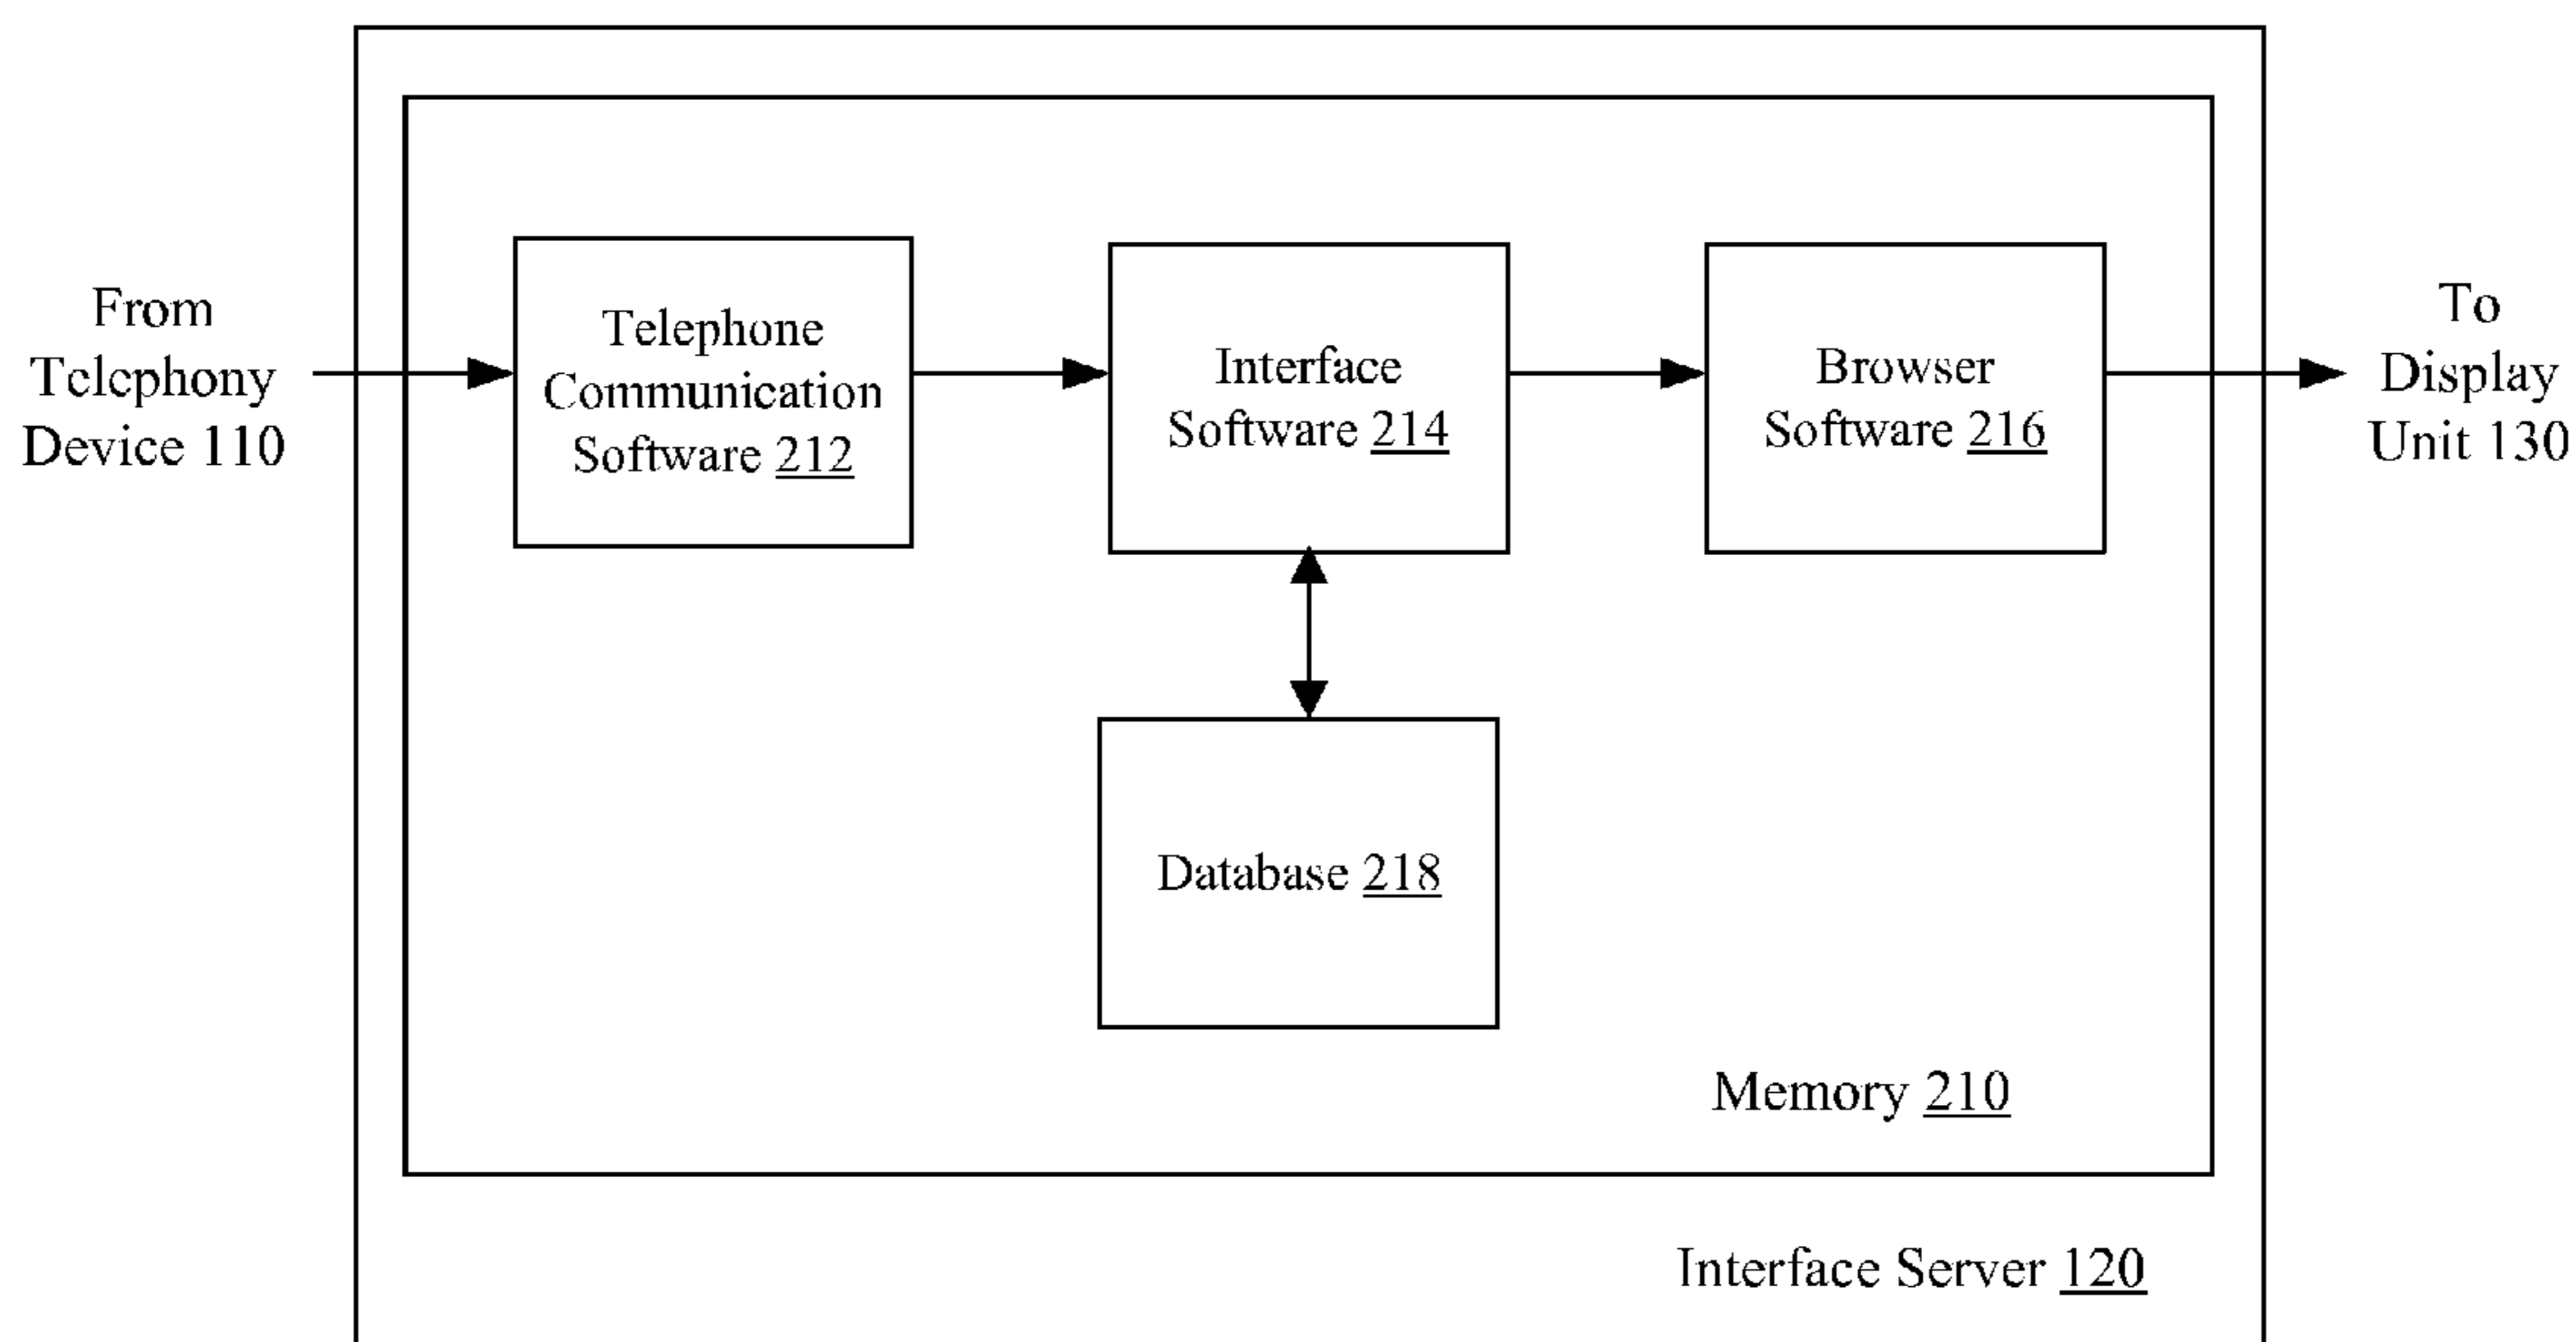 From
Telephony
Device 110
Telephone
Communication
Software 212
Interface
Software 214
Browser
Software 216
To
Display
Unit 130
Database 218
Memory 210
Interface Server 120